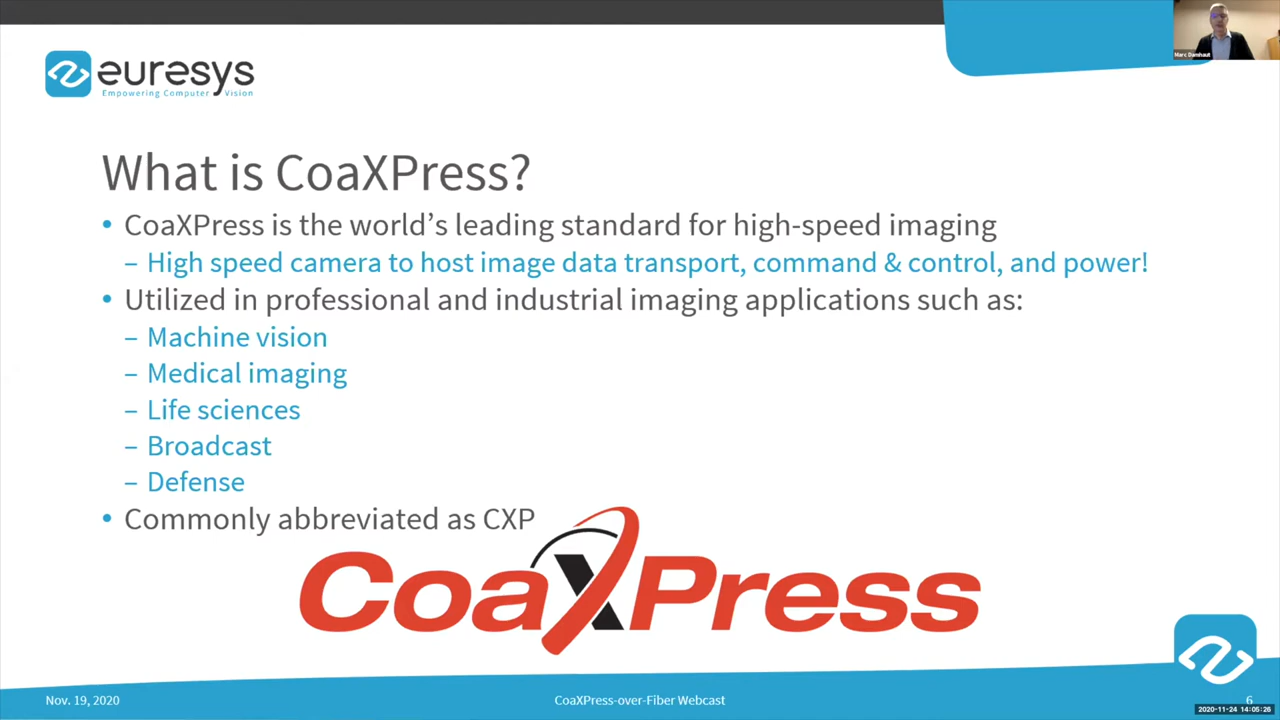 Marc Damhaut
euresys
Empowering Computer Vision
What is CoaXPress?
• CoaXPress is the world's leading standard for high-speed imaging
– High speed camera to host image data transport, command & control, and power!
• Utilized in professional and industrial imaging applications such as:
– Machine vision
– Medical imaging
– Life sciences
– Broadcast
– Defense
• Commonly abbreviated as CXP
CoaXPress
Nov. 19, 2020
CoaXPress-over-Fiber Webcast
6
2020-11-24 14:05:26